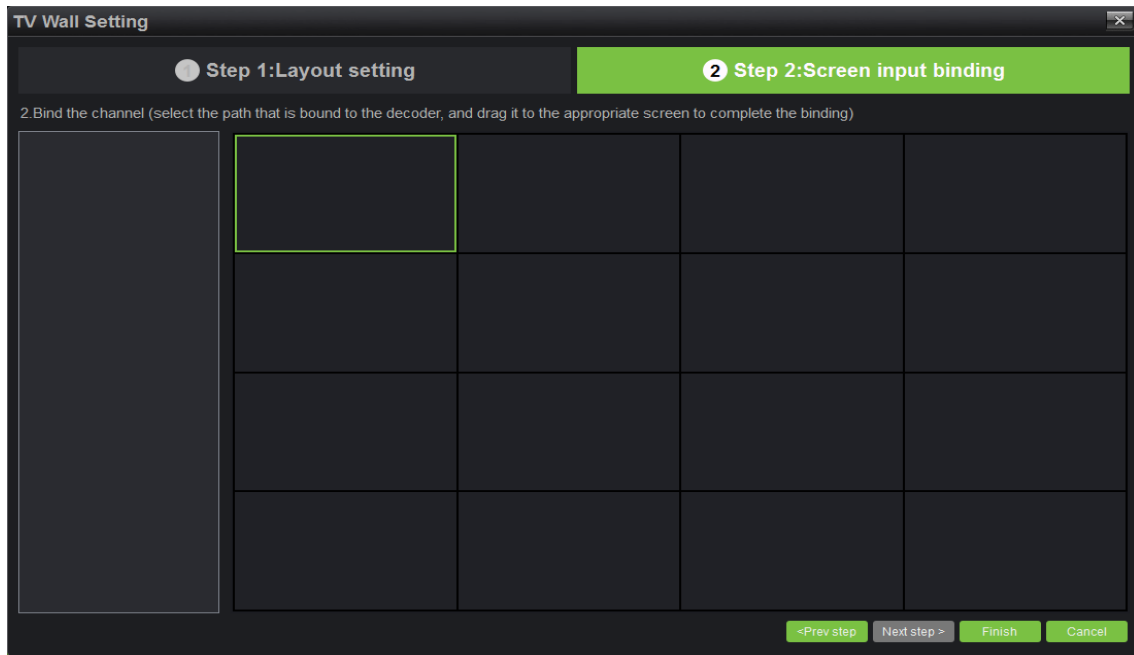 TV Wall Setting
1 Step 1:Layout setting
2 Step 2:Screen input binding
2.Bind the channel (select the path that is bound to the decoder, and drag it to the appropriate screen to complete the binding)
<Prev step
Next step >
Finish
Cancel